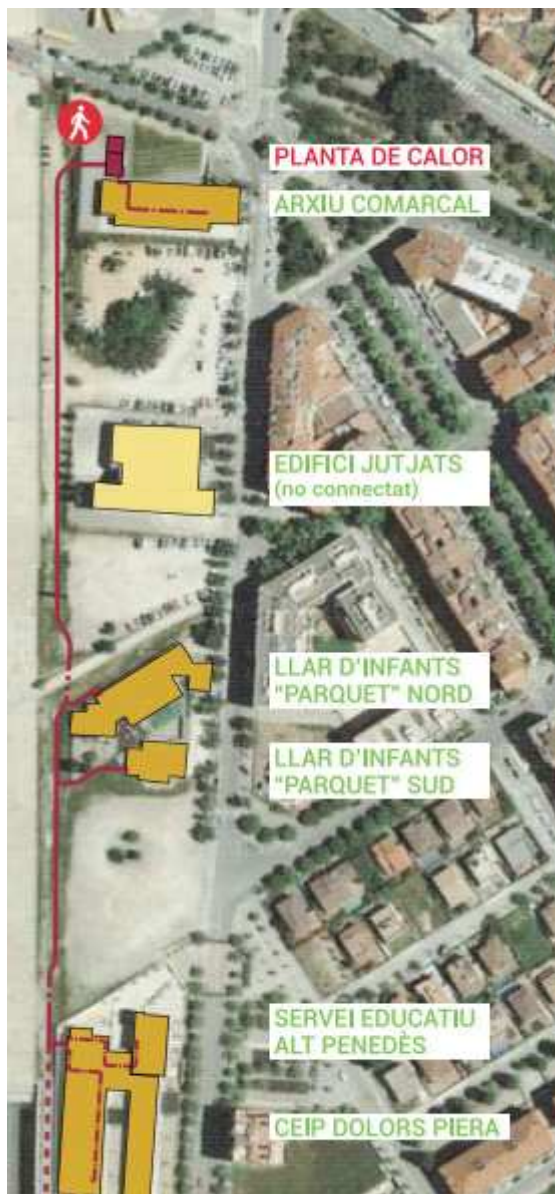 PLANTA DE CALOR
ARXIU COMARCAL
EDIFICI JUTJATS
(no connectat)
LLAR D'INFANTS
"PARQUET" NORD
LLAR D'INFANTS
"PARQUET" SUD
SERVEI EDUCATIU
ALT PENEDÈS
CEIP DOLORS PIERA